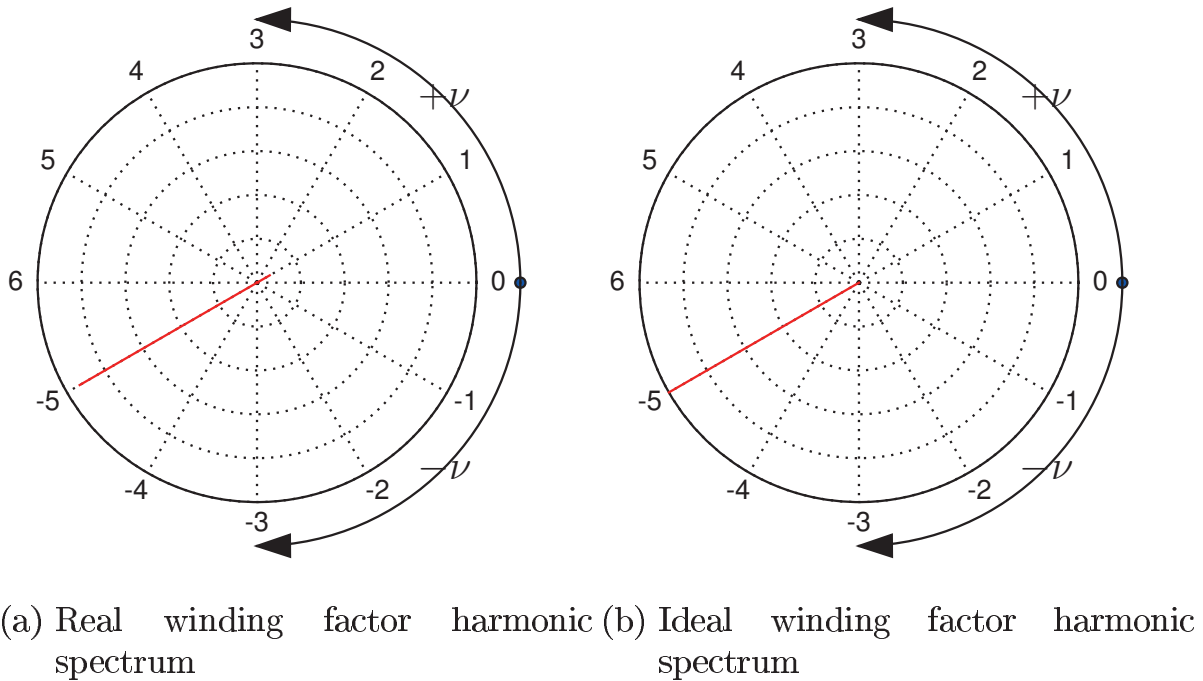 3 3
4 2 4 2
+ν +ν
5 1 5 1
6 0 6 0
-5 -1 -5 -1
−ν −ν
-4 -2 -4 -2
-3 -3
(a) Real winding factor harmonic spectrum
(b) Ideal winding factor harmonic spectrum